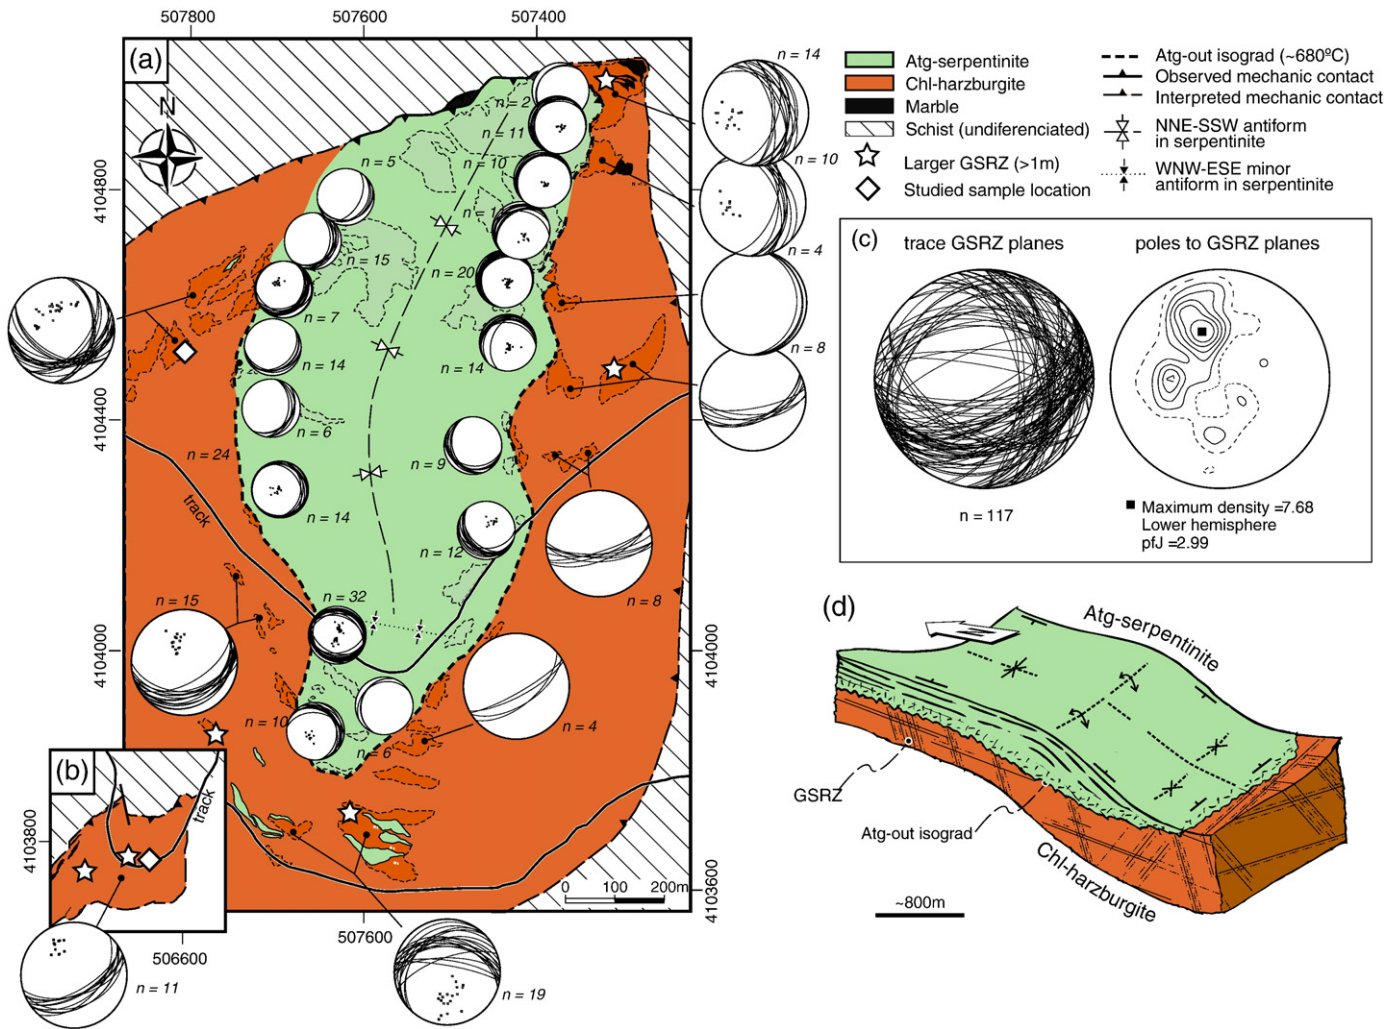 507800
507600
507400
(a)
N
4104800
4104400
4104000
n = 2
n = 11
n = 10
n = 5
n = 15
n = 20
n = 7
n = 14
n = 14
n = 6
n = 24
n = 9
n = 14
n = 12
n = 32
n = 15
n = 10
n = 6
n = 4
n = 8
track
n = 14
n = 10
n = 4
n = 8
4104000
4103600
0 100 200m
507600
n = 19
(b)
track
4103800
506600
n = 11
Atg-serpentinite
Chl-harzburgite
Marble
Schist (undiferenciated)
Larger GSRZ (>1m)
Studied sample location
Atg-out isograd (~680ºC)
Observed mechanic contact
Interpreted mechanic contact
NNE-SSW antiform
in serpentinite
WNW-ESE minor
antiform in serpentinite
(c)
trace GSRZ planes
poles to GSRZ planes
n = 117
Maximum density =7.68
Lower hemisphere
pfJ =2.99
(d)
Atg-serpentinite
GSRZ
Atg-out isograd
Chl-harzburgite
~800m